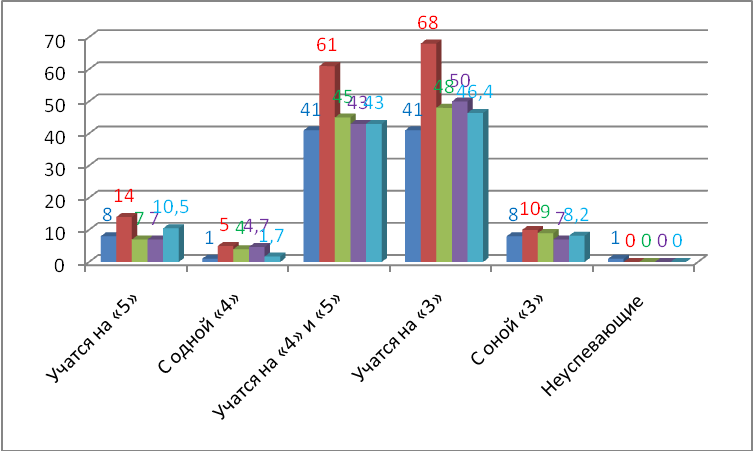 70
60
50
40
30
20
10
0
8 14 7 7 10,5
1 5 4 4,7 1,7
41 61 45 43 43
41 68 48 50 46,4
8 10 9 7 8,2
1 0 0 0 0
Учатся на «5»
С одной «4»
Учатся на «4» и «5»
Учатся на «3»
С оной «3»
Неуспевающие